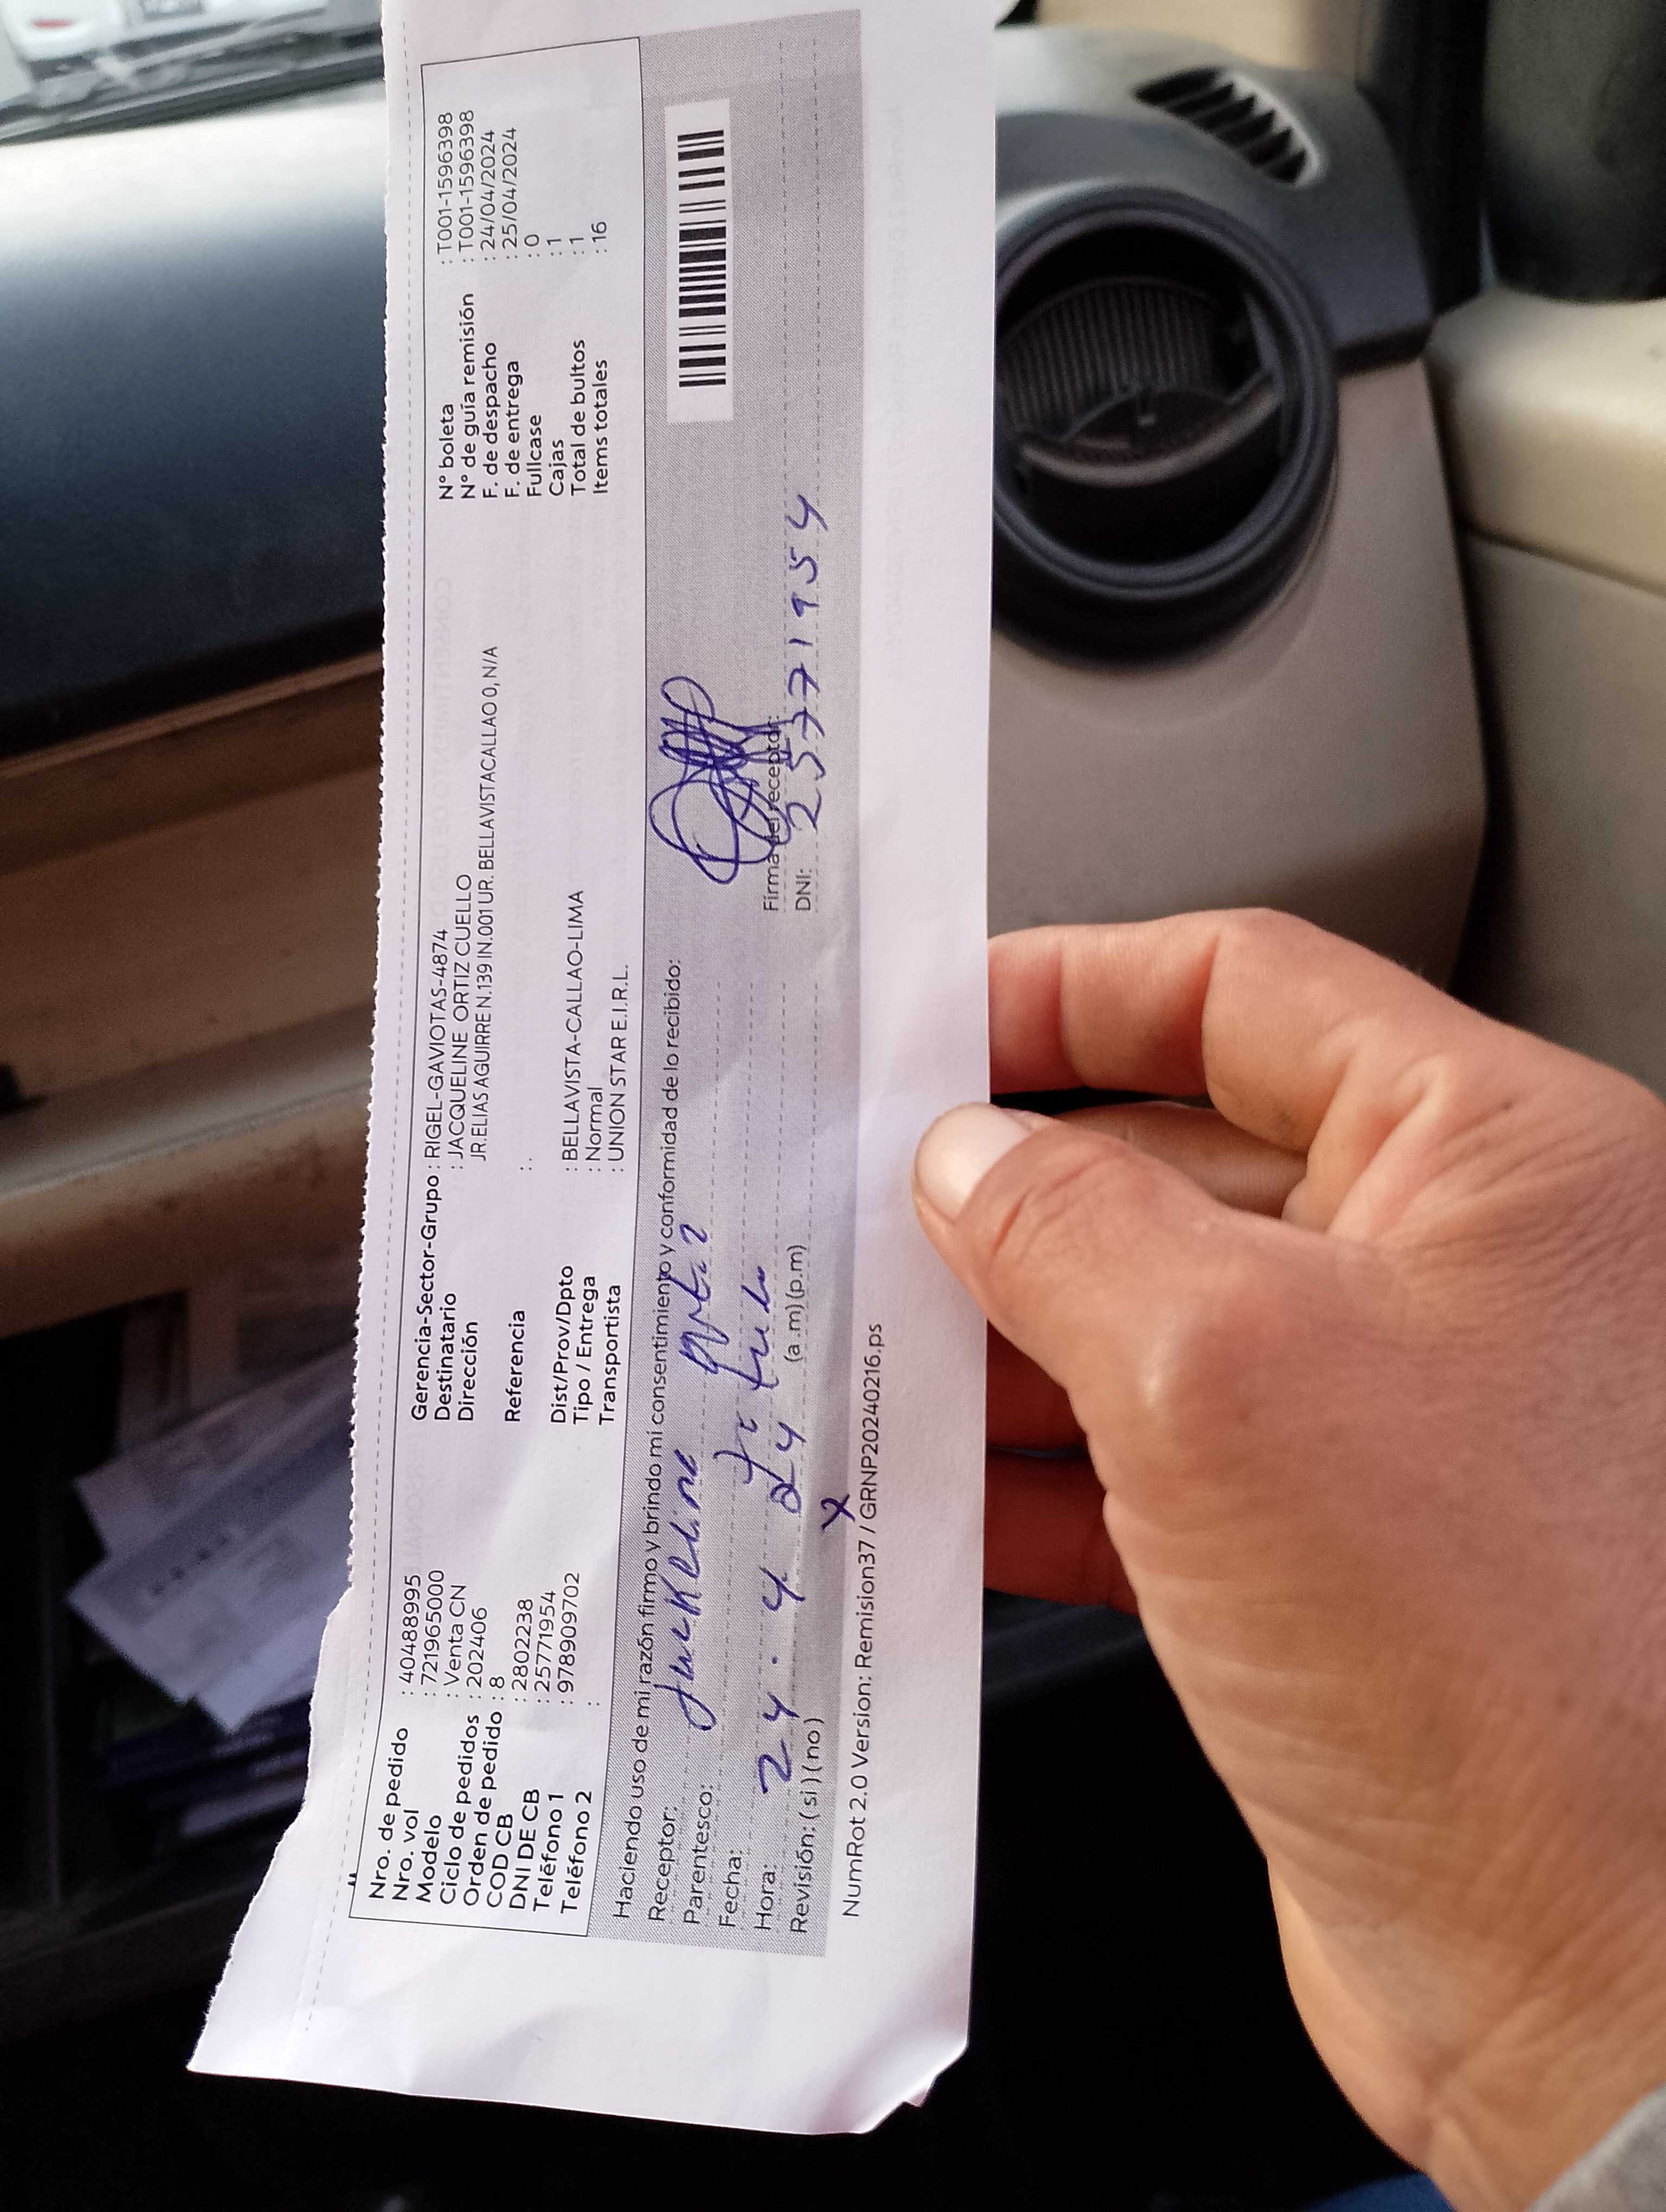 Nro. de pedido : 40488995
Nro. vol : 721965000
Modelo : Venta CN
Ciclo de pedidos : 202406
Orden de pedido : 8
COD CB
DNI DE CB : 2802238
Teléfono 1 : 25771954
Teléfono 2 : 978909702
:
Gerencia-Sector-Grupo : RIGEL-GAVIOTAS-4874
Destinatario : JACQUELINE ORTIZ CUELLO
Dirección JR.ELIAS AGUIRRE N.139 IN.001 UR. BELLAVISTACALLAO 0, N/A
Referencia : .
Dist/Prov/Dpto : BELLAVISTA-CALLAO-LIMA
Tipo / Entrega : Normal
Transportista : UNION STAR E.I.R.L.
N° boleta : T001-1596398
N° de guía remisión : T001-1596398
F. de despacho : 24/04/2024
F. de entrega : 25/04/2024
Fullcase : 0
Cajas : 1
Total de bultos : 1
Items totales : 16
Haciendo uso de mi razón firmo y brindo mi consentimiento y conformidad de lo recibido:
Receptor:
Parentesco:
Fecha:
Hora: 24 . 4 24 (a.m) (p.m)
Revisión: ( si ) ( no ) x
Firma del receptor:
DNI: 25771954
NumRot 2.0 Version: Remision37 / GRNP20240216.ps